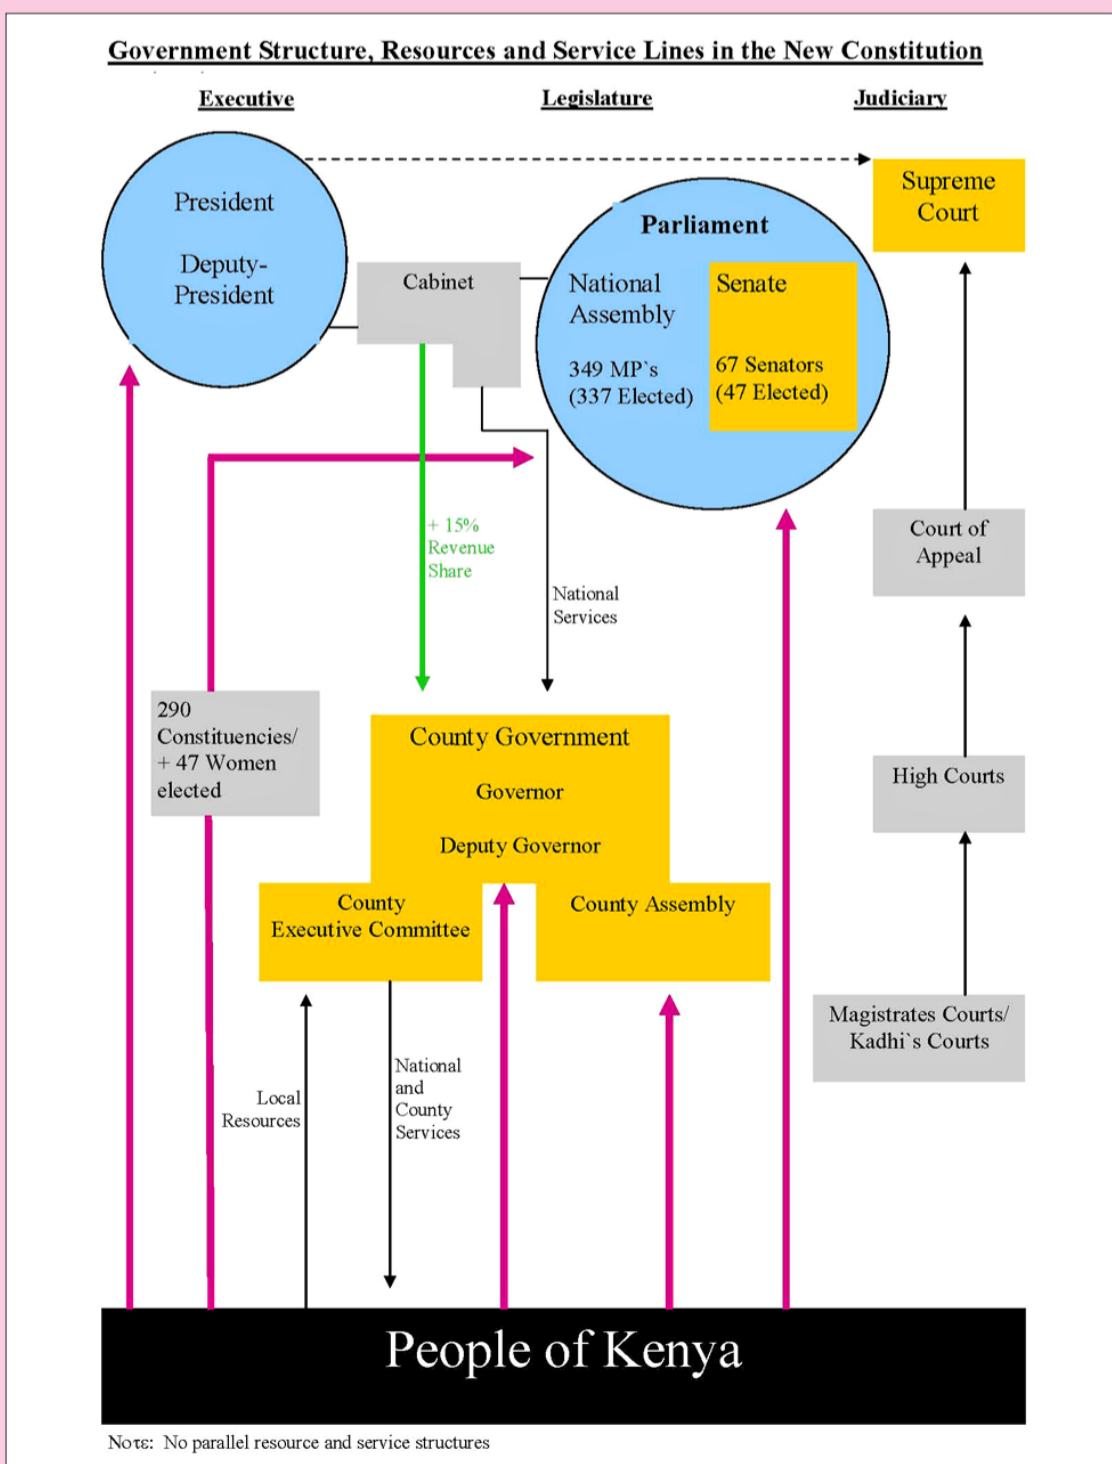 Government Structure, Resources and Service Lines in the New Constitution
Executive
Legislature
Judiciary
President
Deputy-
President
Cabinet
Parliament
National
Assembly
349 MP`s
(337 Elected)
Senate
67 Senators
(47 Elected)
Supreme
Court
+ 15%
Revenue
Share
National
Services
Court of
Appeal
290
Constituencies/
+ 47 Women
elected
County Government
Governor
Deputy Governor
High Courts
County
Executive Committee
County Assembly
Magistrates Courts/
Kadhi`s Courts
Local
Resources
National
and
County
Services
People of Kenya
Νοτε: No parallel resource and service structures